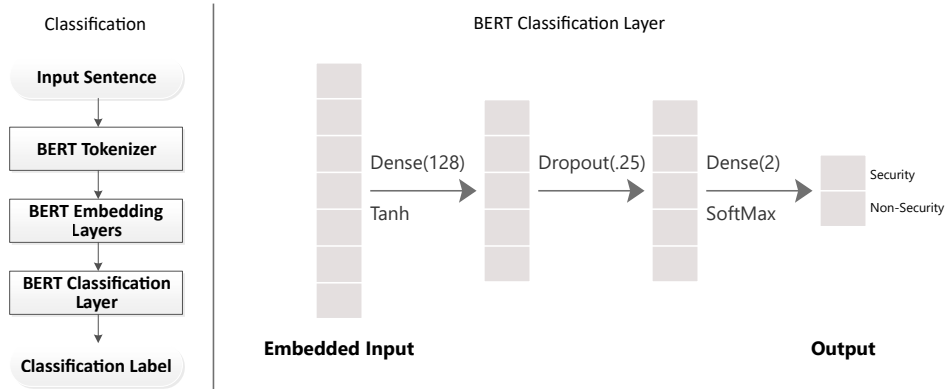 Classification
Input Sentence
BERT Tokenizer
BERT Embedding
Layers
BERT Classification
Layer
Classification Label
BERT Classification Layer
Dense(128)
Tanh
Dropout(.25)
Dense(2)
SoftMax
Security
Non-Security
Embedded Input
Output